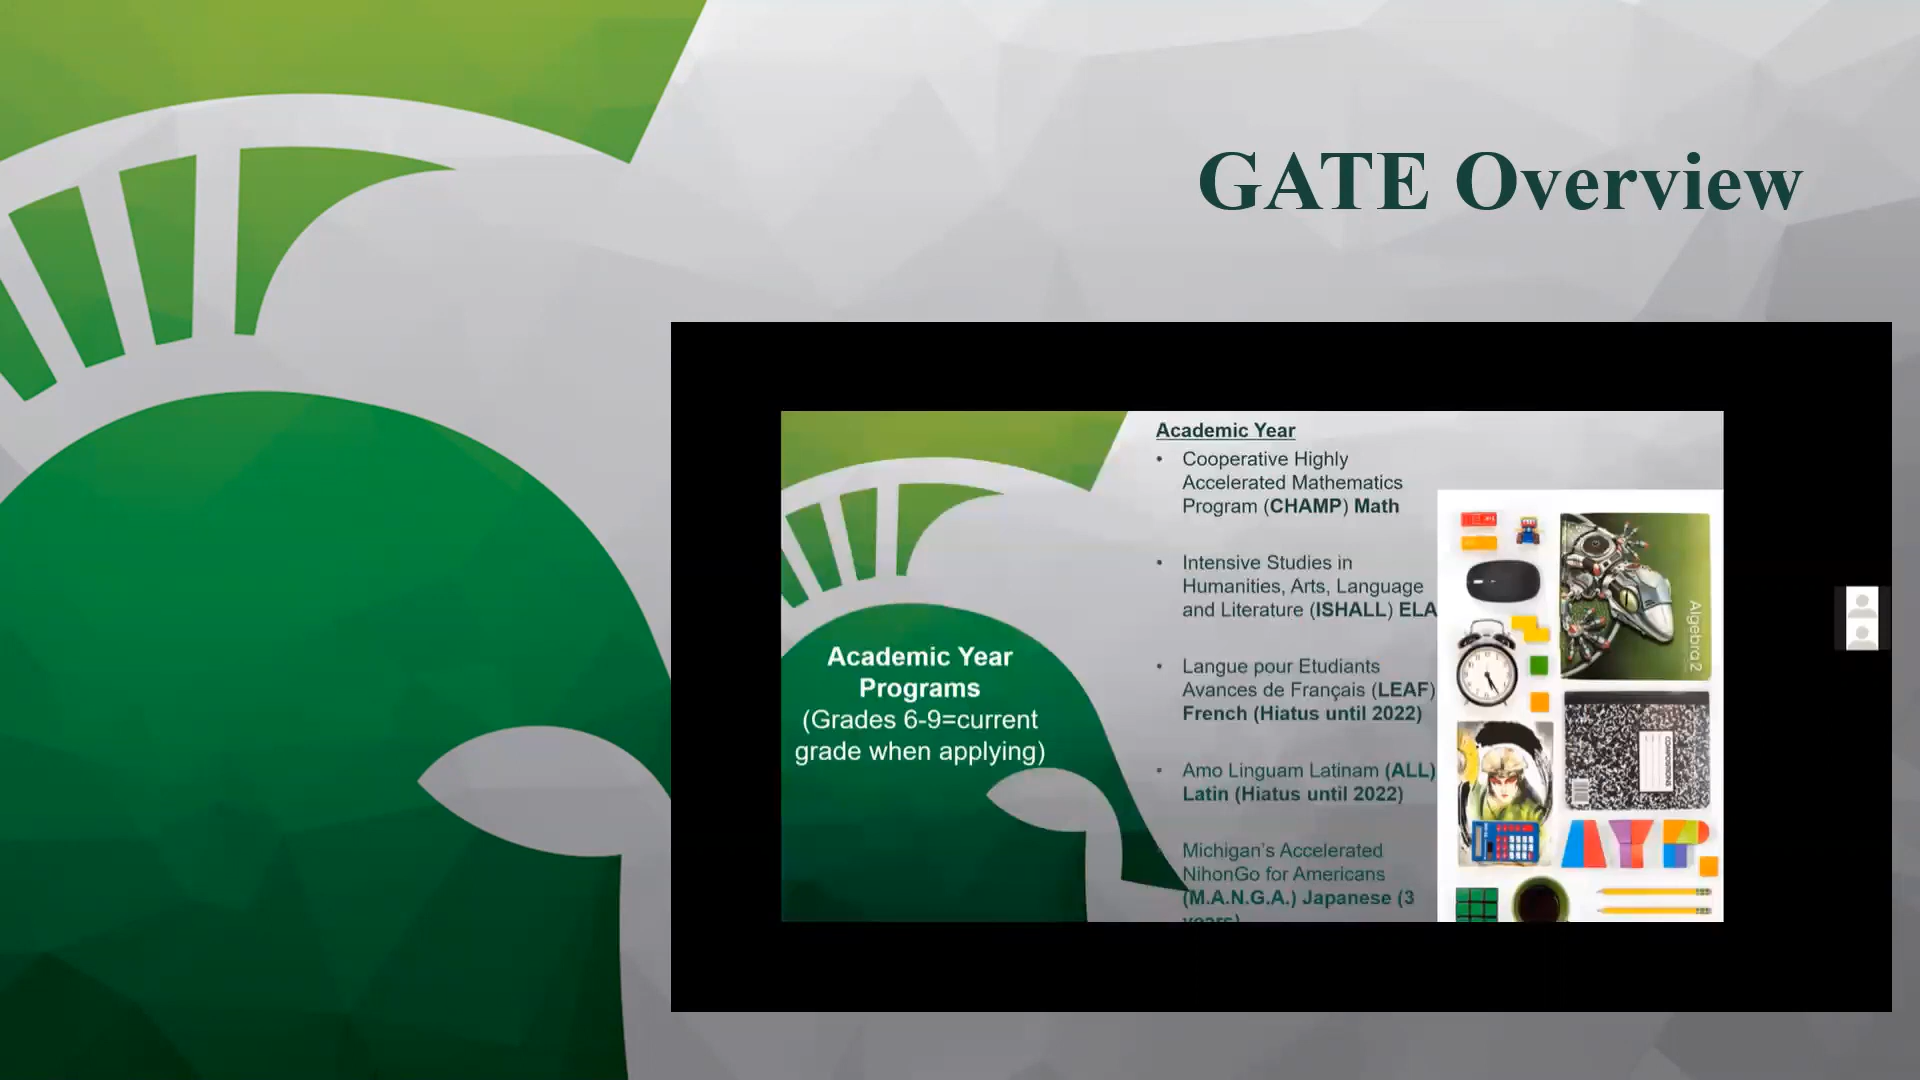 GATE Overview
Academic Year
Programs
(Grades 6-9=current
grade when applying)
Academic Year
• Cooperative Highly
Accelerated Mathematics
Program (CHAMP) Math
• Intensive Studies in
Humanities, Arts, Language
and Literature (ISHALL) ELA
• Langue pour Etudiants
Avances de Français (LEAF)
French (Hiatus until 2022)
• Amo Linguam Latinam (ALL)
Latin (Hiatus until 2022)
• Michigan's Accelerated
NihonGo for Americans
(M.A.N.G.A.) Japanese (3
years)
Algebra 2
COMPOSITIONS
AYP